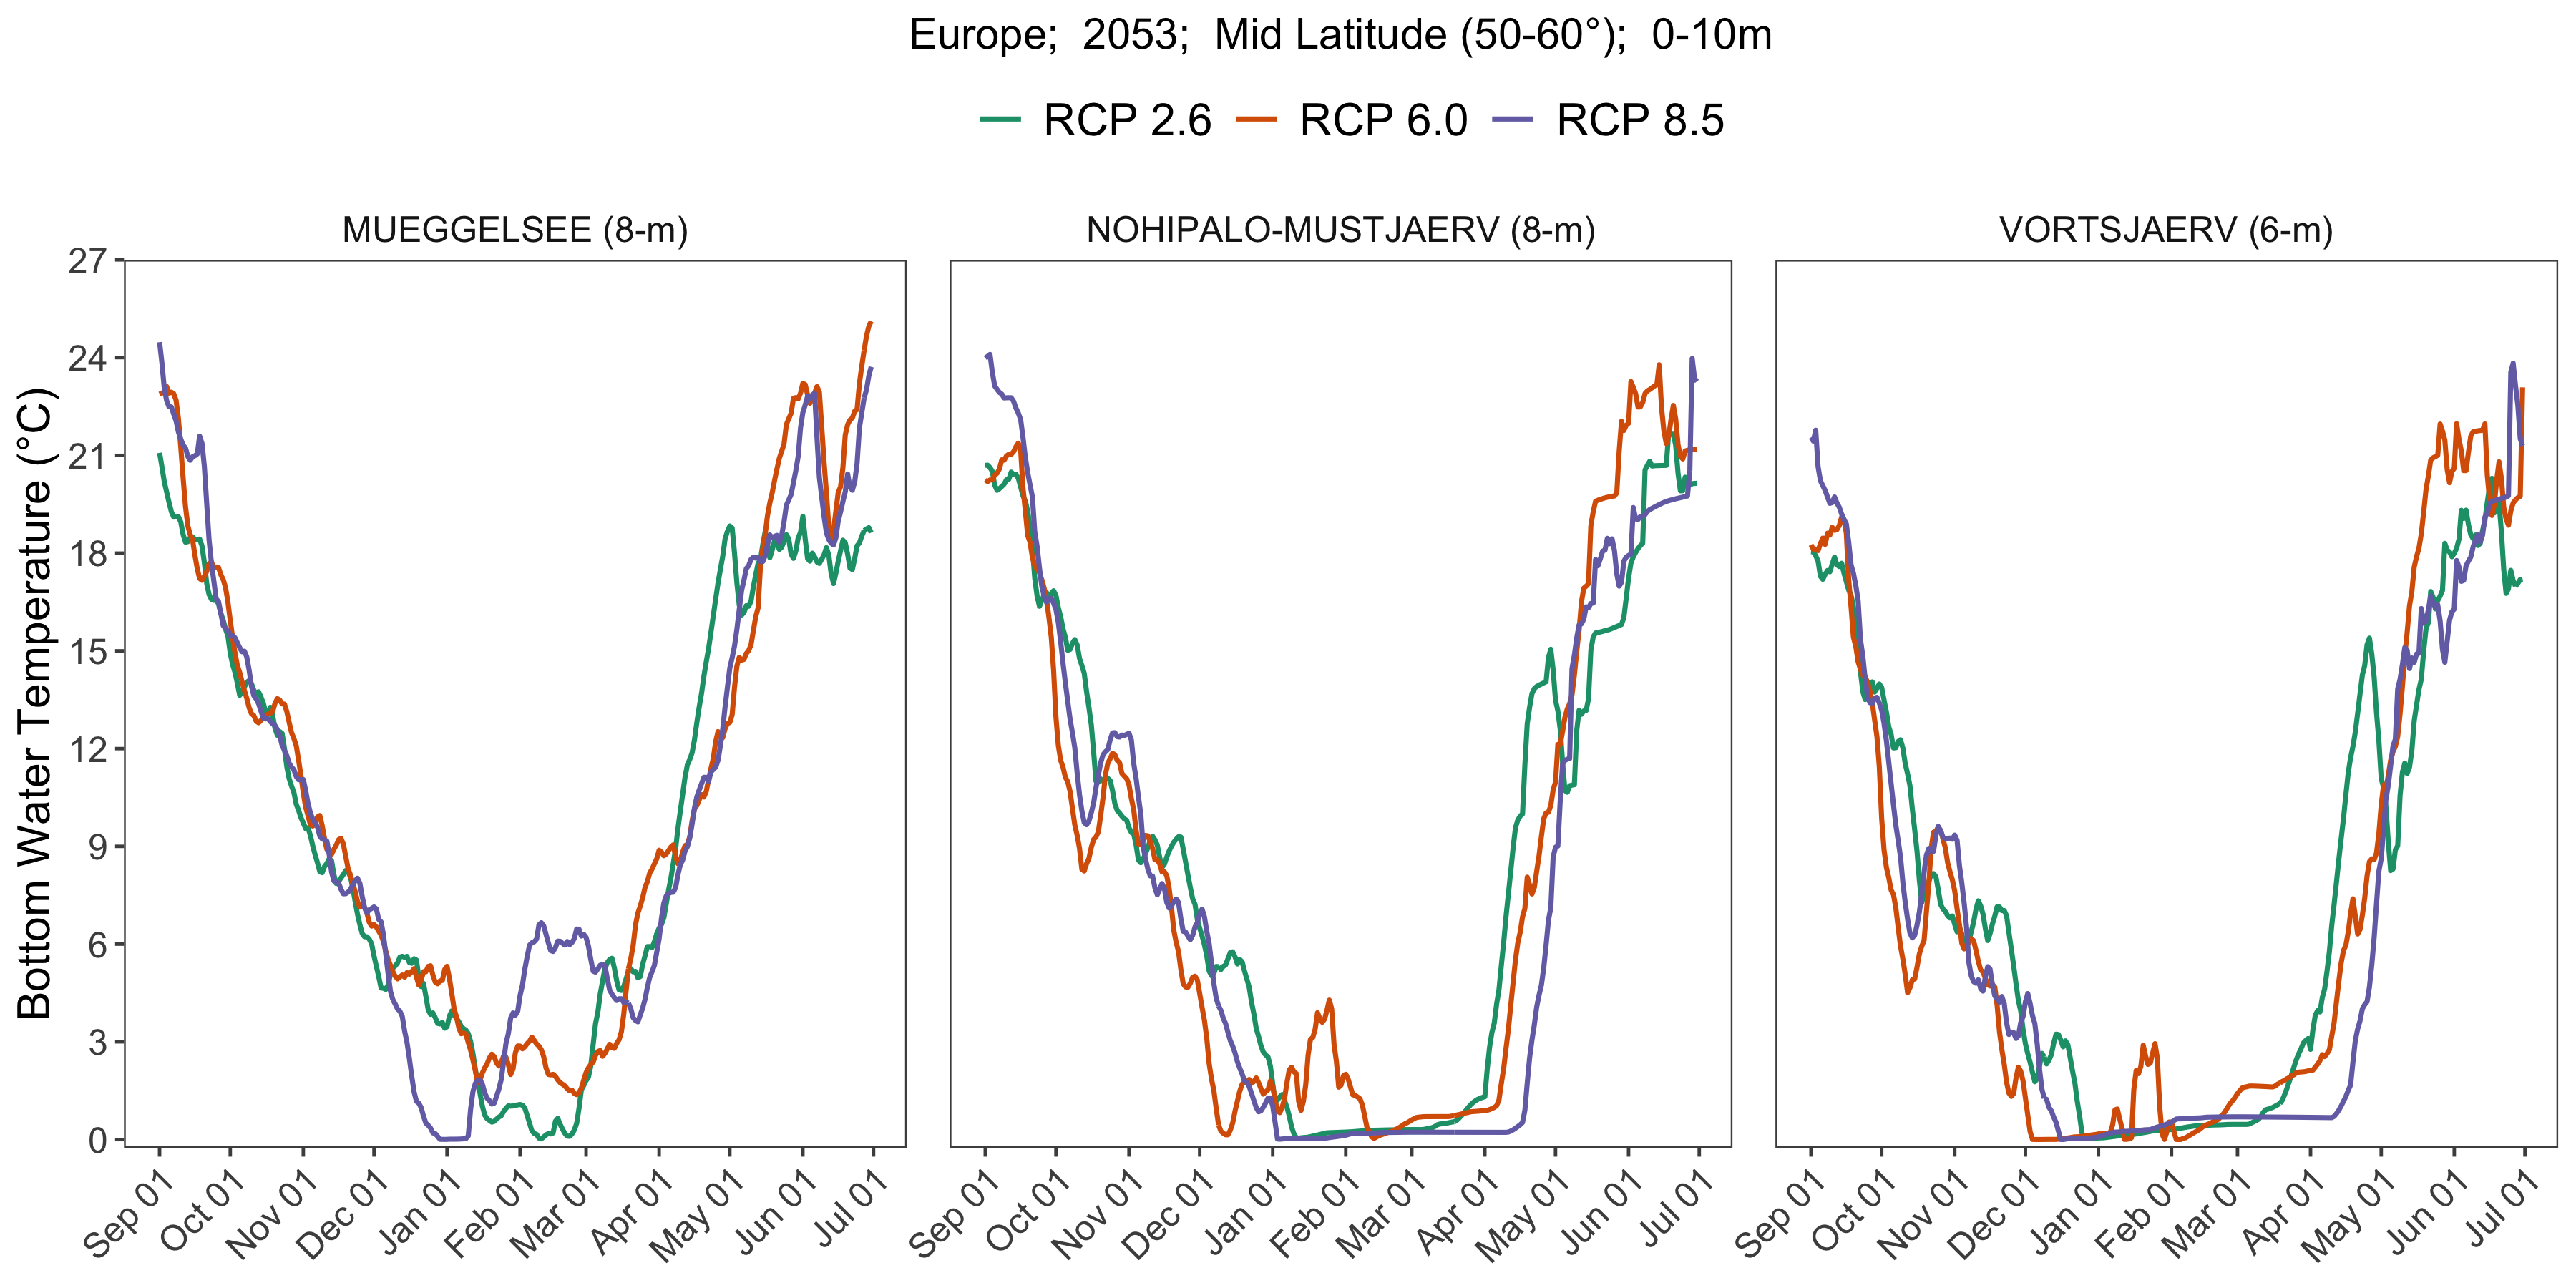 Europe;  2053;  Mid Latitude (50-60°);  0-10m
RCP 2.6 RCP 6.0 RCP 8.5
MUEGGELSEE (8-m) NOHIPALO-MUSTJAERV (8-m) VORTSJAERV (6-m)
Bottom Water Temperature (°C)
27
24
21
18
15
12
9
6
3
0
Sep 01 Oct 01 Nov 01 Dec 01 Jan 01 Feb 01 Mar 01 Apr 01 May 01 Jun 01 Jul 01 Sep 01 Oct 01 Nov 01 Dec 01 Jan 01 Feb 01 Mar 01 Apr 01 May 01 Jun 01 Jul 01 Sep 01 Oct 01 Nov 01 Dec 01 Jan 01 Feb 01 Mar 01 Apr 01 May 01 Jun 01 Jul 01